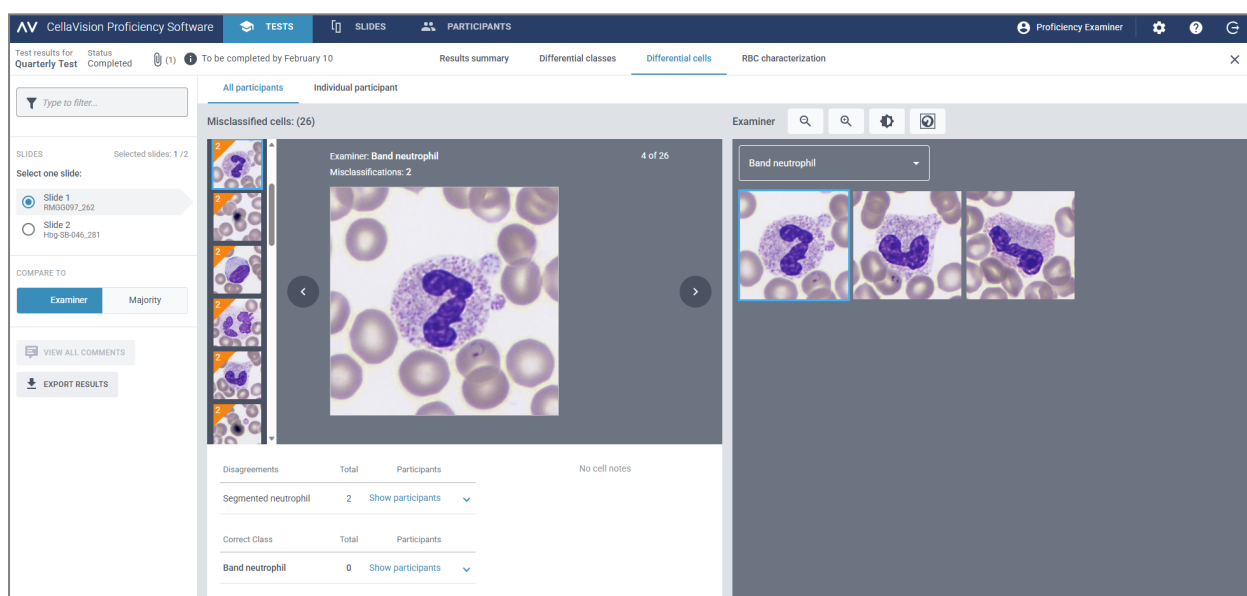 CellaVision Proficiency Software
TESTS
SLIDES
PARTICIPANTS
Proficiency Examiner
Test results for
Quarterly Test
Status
Completed
(1)
To be completed by February 10
Results summary
Differential classes
Differential cells
RBC characterization
Type to filter...
SLIDES
Selected slides: 1 /2
Select one slide:
Slide 1
RMGG097_262
Slide 2
Hbg-SB-046_281
COMPARE TO
Examiner
Majority
VIEW ALL COMMENTS
EXPORT RESULTS
All participants
Individual participant
Misclassified cells: (26)
2
2
2
2
2
2
Examiner: Band neutrophil
4 of 26
Misclassifications: 2
Disagreements Total Participants
Segmented neutrophil 2 Show participants
Correct Class Total Participants
Band neutrophil 0 Show participants
No cell notes
Examiner
Band neutrophil